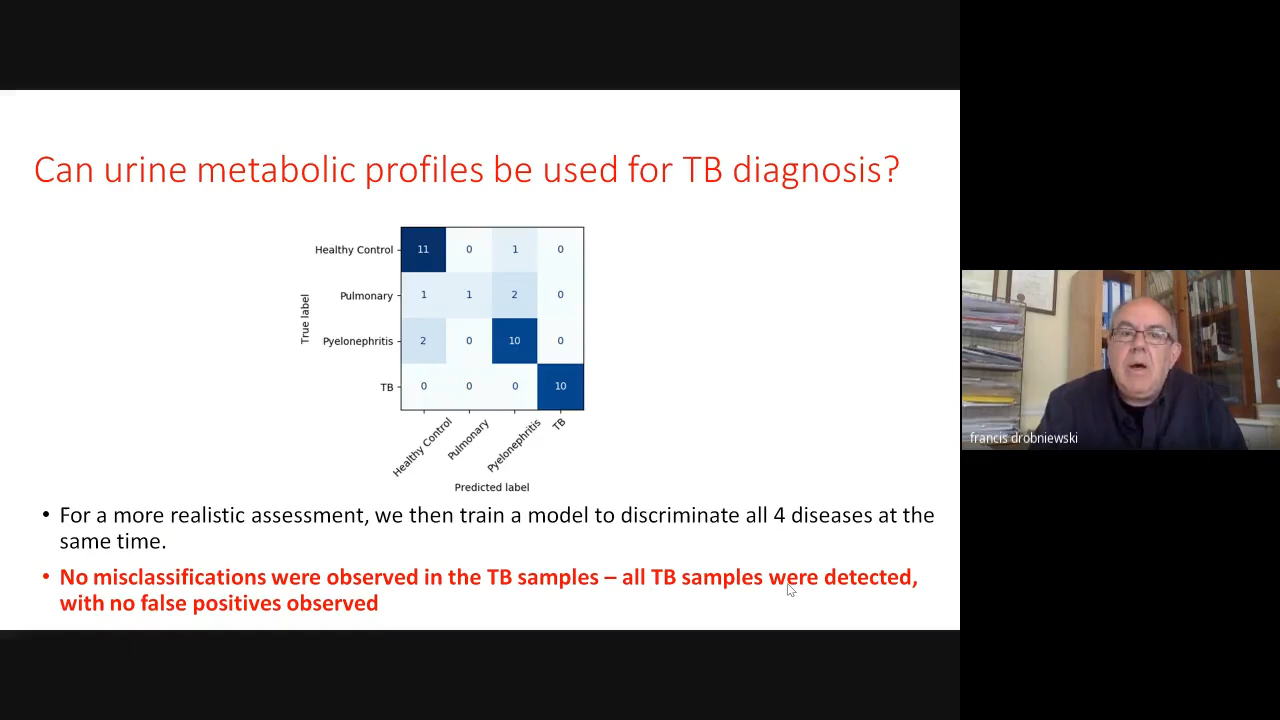 Can urine metabolic profiles be used for TB diagnosis?
True label
Healthy Control 11 0 1 0
Pulmonary 1 1 2 0
Pyelonephritis 2 0 10 0
TB 0 0 0 10
Healthy Control Pulmonary Pyelonephritis TB
Predicted label
• For a more realistic assessment, we then train a model to discriminate all 4 diseases at the
same time.
• No misclassifications were observed in the TB samples – all TB samples were detected,
with no false positives observed
francis drobniewski